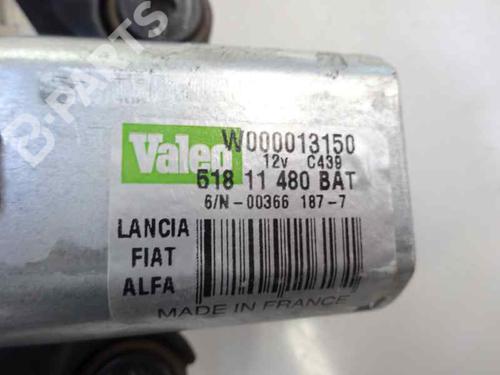 B-PARTS
Valeo
W000013150
12v C439
518 11 480 BAT
6/N-00366 187-7
LANCIA
FIAT
ALFA
MADE IN FRANCE